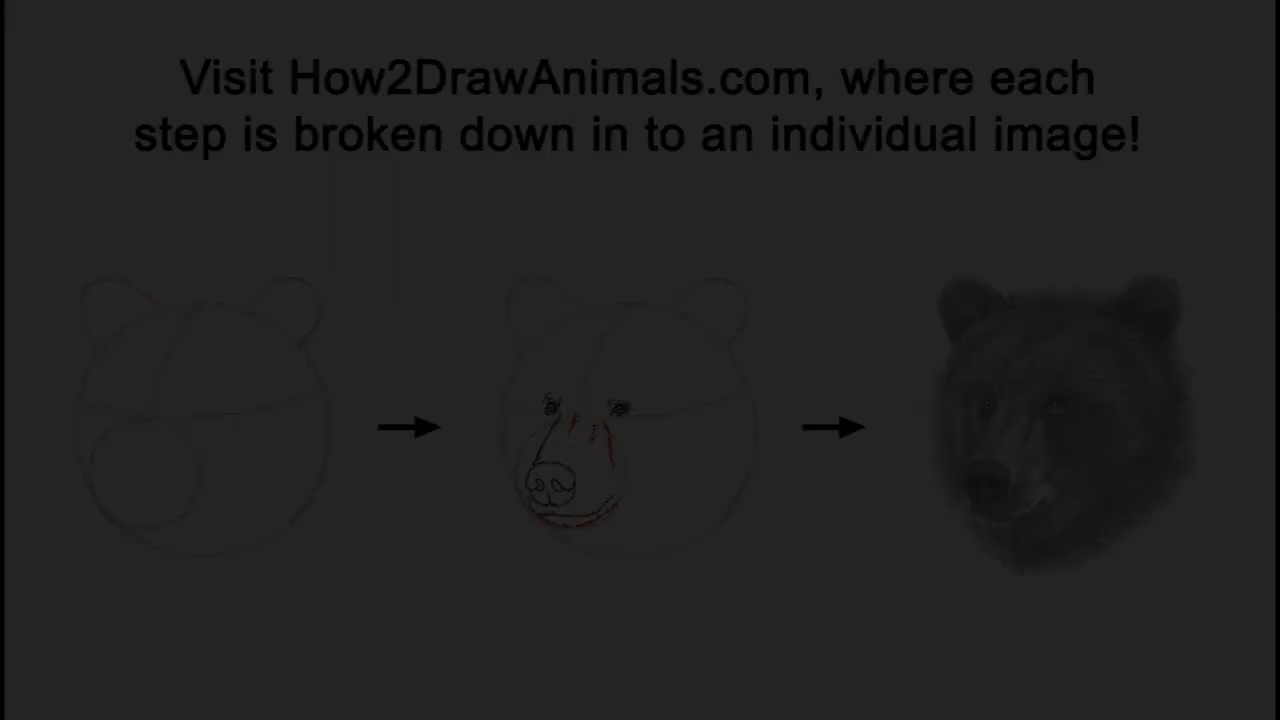 Visit How2DrawAnimals.com, where each
step is broken down in to an individual image!